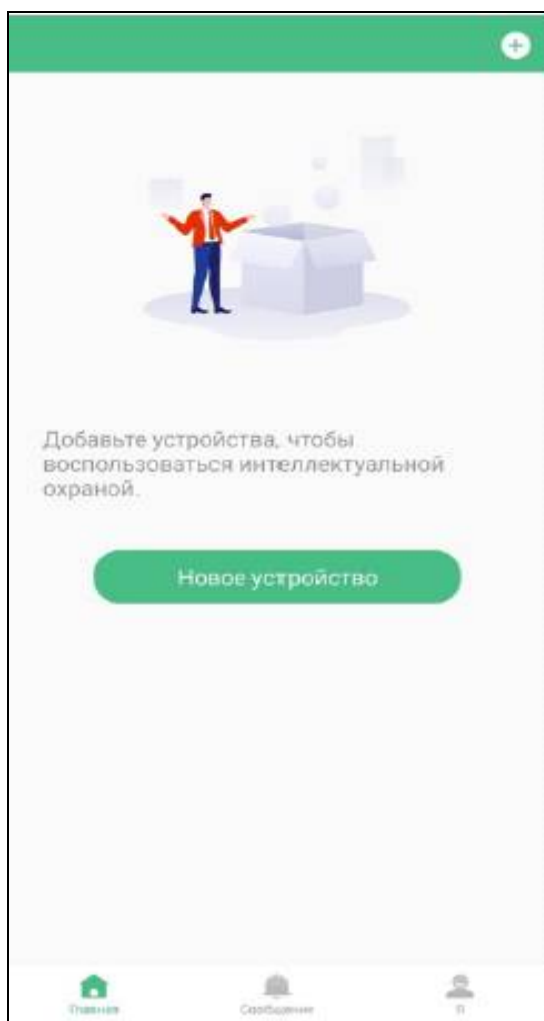 Добавьте устройства, чтобы
воспользоваться интеллектуальной
охраной.
Новое устройство
Главная
Сообщение
Я